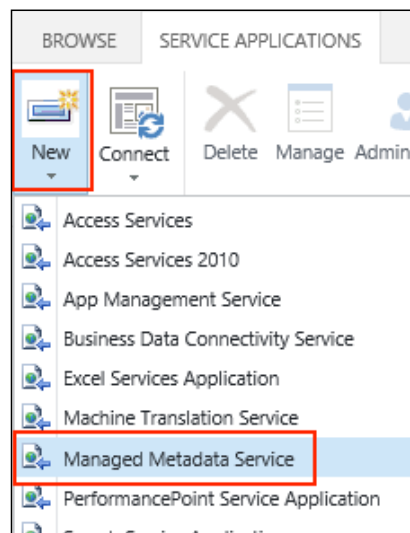 BROWSE SERVICE APPLICATIONS
New Connect Delete Manage Admin
Access Services
Access Services 2010
App Management Service
Business Data Connectivity Service
Excel Services Application
Machine Translation Service
Managed Metadata Service
PerformancePoint Service Application